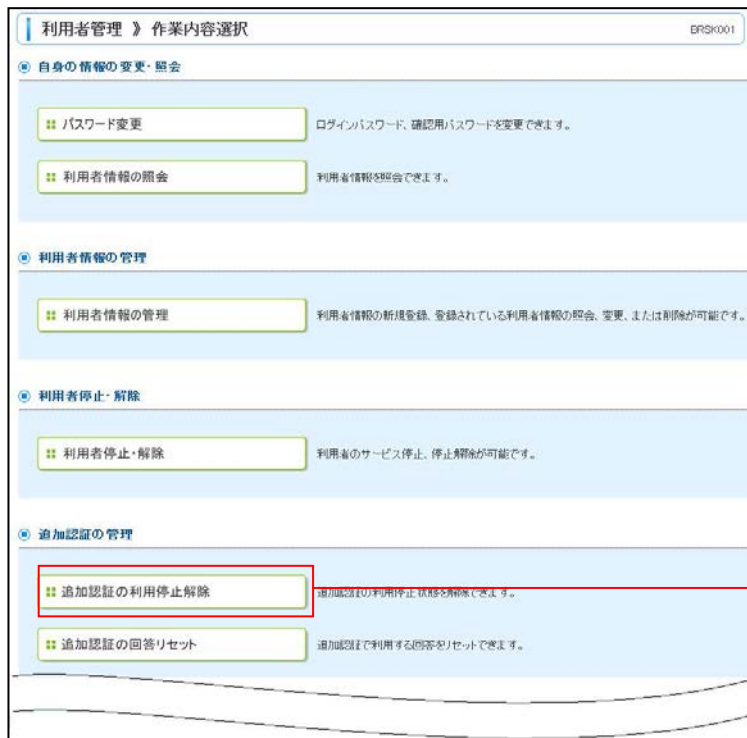 利用者管理 》 作業内容選択
BRSK001
自身の情報の変更・照会
パスワード変更
ログインパスワード、確認用パスワードを変更できます。
利用者情報の照会
利用者情報を照会できます。
利用者情報の管理
利用者情報の管理
利用者情報の新規登録、登録されている利用者情報の照会、変更、または削除が可能です。
利用者停止・解除
利用者停止・解除
利用者のサービス停止、停止解除が可能です。
追加認証の管理
追加認証の利用停止解除
追加認証の利用停止状態を解除できます。
追加認証の回答リセット
追加認証で利用する回答をリセットできます。